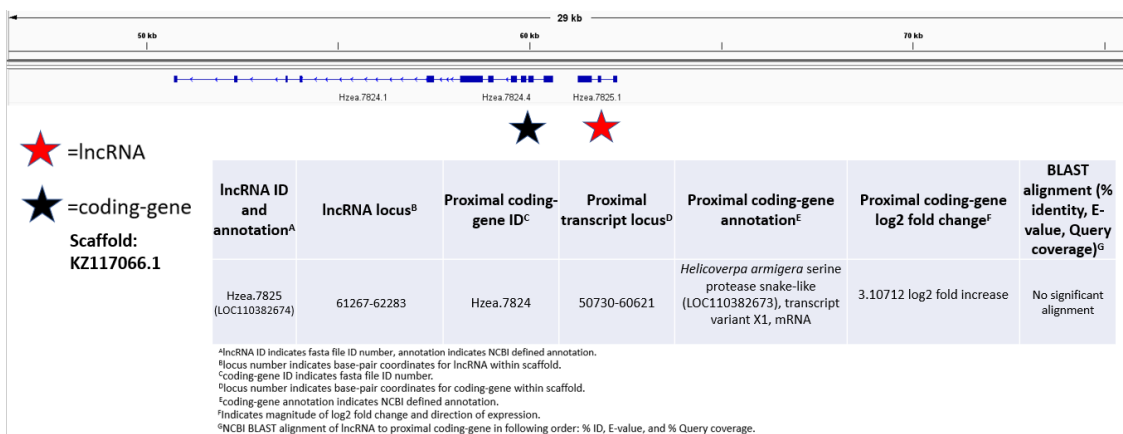 29 kb
50 kb 60 kb 70 kb
Hzea.7824.1 Hzea.7824.4 Hzea.7825.1
=lncRNA
=coding-gene
Scaffold:
KZ117066.1
lncRNA ID
and
annotationA
lncRNA locusB
Proximal coding-
gene IDC
Proximal
transcript locusD
Proximal coding-gene
annotationE
Proximal coding-gene
log2 fold changeF
BLAST
alignment (%
identity, E-
value, Query
coverage)G
Hzea.7825
(LOC110382674)
61267-62283
Hzea.7824
50730-60621
Helicoverpa armigera serine
protease snake-like
(LOC110382673), transcript
variant X1, mRNA
3.10712 log2 fold increase
No significant
alignment
AlncRNA ID indicates fasta file ID number, annotation indicates NCBI defined annotation.
Blocus number indicates base-pair coordinates for lncRNA within scaffold.
Ccoding-gene ID indicates fasta file ID number.
Dlocus number indicates base-pair coordinates for coding-gene within scaffold.
Ecoding-gene annotation indicates NCBI defined annotation.
FIndicates magnitude of log2 fold change and direction of expression.
GNCBI BLAST alignment of lncRNA to proximal coding-gene in following order: % ID, E-value, and % Query coverage.